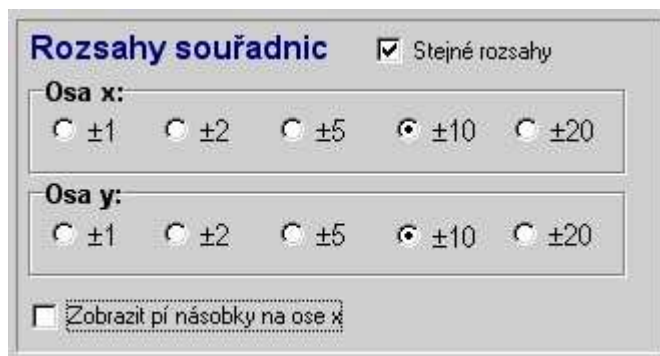 Rozsahy souřadnic Stejné rozsahy
Osa x:
±1 ±2 ±5 ±10 ±20
Osa y:
±1 ±2 ±5 ±10 ±20
Zobrazit pí násobky na ose x